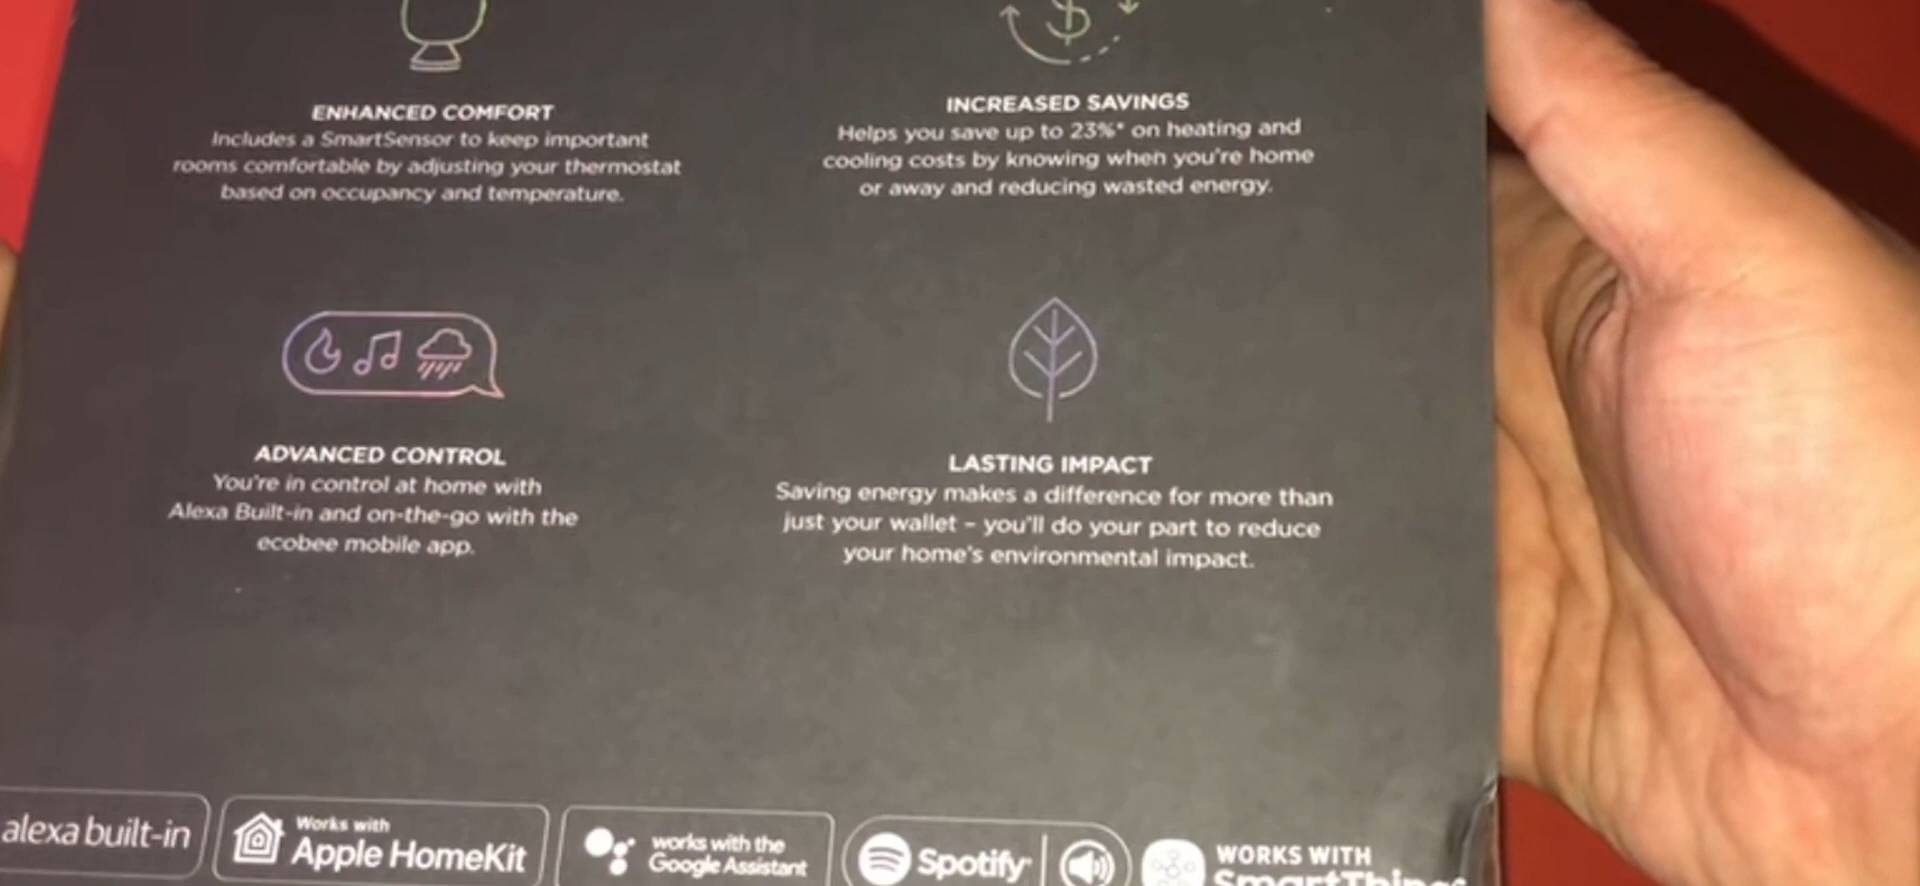 $
ENHANCED COMFORT
Includes a SmartSensor to keep important
rooms comfortable by adjusting your thermostat
based on occupancy and temperature.
INCREASED SAVINGS
Helps you save up to 23%* on heating and
cooling costs by knowing when you're home
or away and reducing wasted energy.
ADVANCED CONTROL
You're in control at home with
Alexa Built-in and on-the-go with the
ecobee mobile app.
LASTING IMPACT
Saving energy makes a difference for more than
just your wallet – you'll do your part to reduce
your home's environmental impact.
alexa built-in
Works with
Apple HomeKit
works with the
Google Assistant
Spotify
WORKS WITH
SmartThings